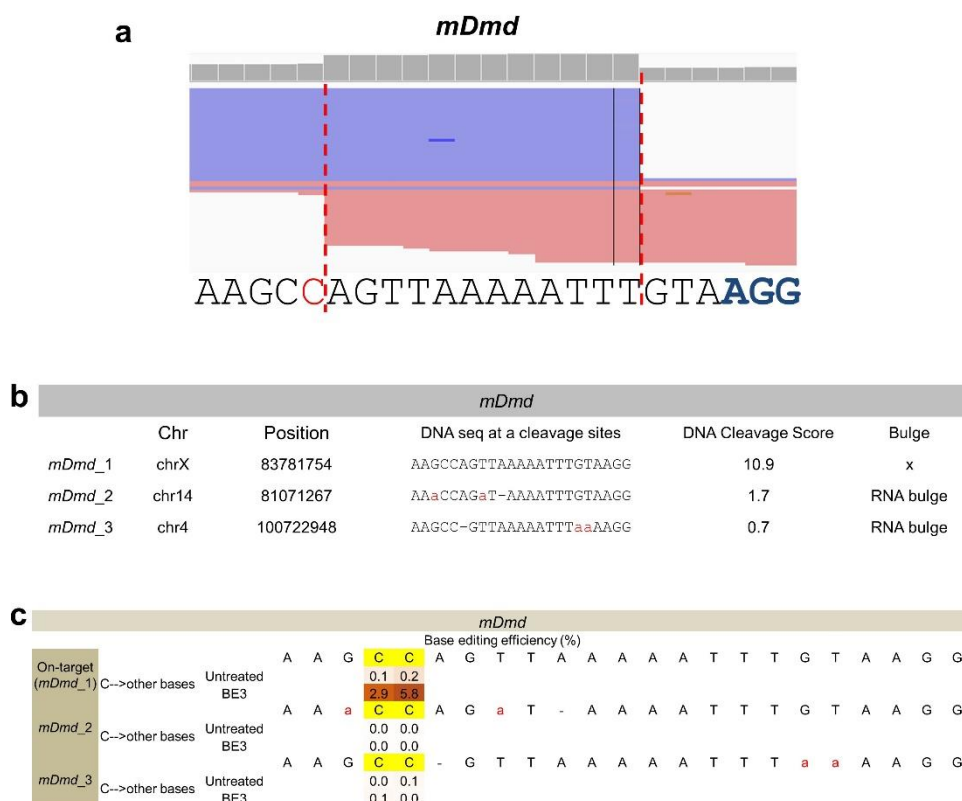 mDmd
a
AAGCCAGTTAAAAATTTGTAAGG
b
mDmd
Chr Position DNA seq at a cleavage sites DNA Cleavage Score Bulge
mDmd_1 chrX 83781754 AAGCCAGTTAAAAATTTGTAAGG 10.9 x
mDmd_2 chr14 81071267 AAaCCAGaT-AAAATTTGTAAGG 1.7 RNA bulge
mDmd_3 chr4 100722948 AAGCC-GTTAAAAATTTaaAAGG 0.7 RNA bulge
c
mDmd
Base editing efficiency (%)
A A G C C A G T T A A A A A T T T G T A A G G
On-target (mDmd_1) C-->other bases Untreated 0.1 0.2
BE3 2.9 5.8
A A a C C A G a T - A A A A T T T G T A A G G
mDmd_2 C-->other bases Untreated 0.0 0.0
BE3 0.0 0.0
A A G C C - G T T A A A A A T T T a a A A G G
mDmd_3 C-->other bases Untreated 0.0 0.1
BE3 0.1 0.0